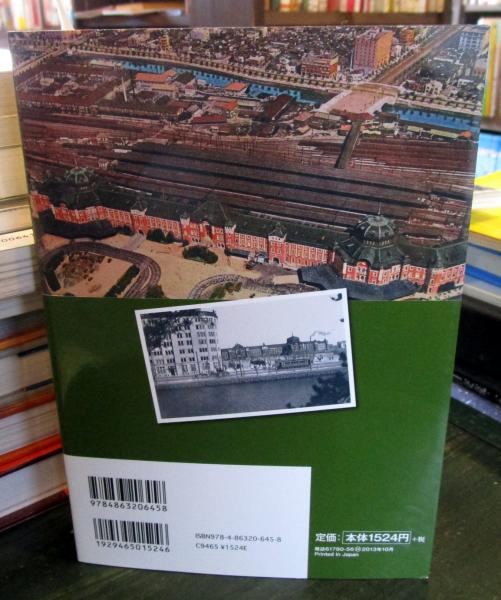 9784863206458
1929465015246
ISBN978-4-86320-645-8
C9465 ¥1524E
定価：本体1524円+税
雑誌61790-56 2013年10月
Printed in Japan